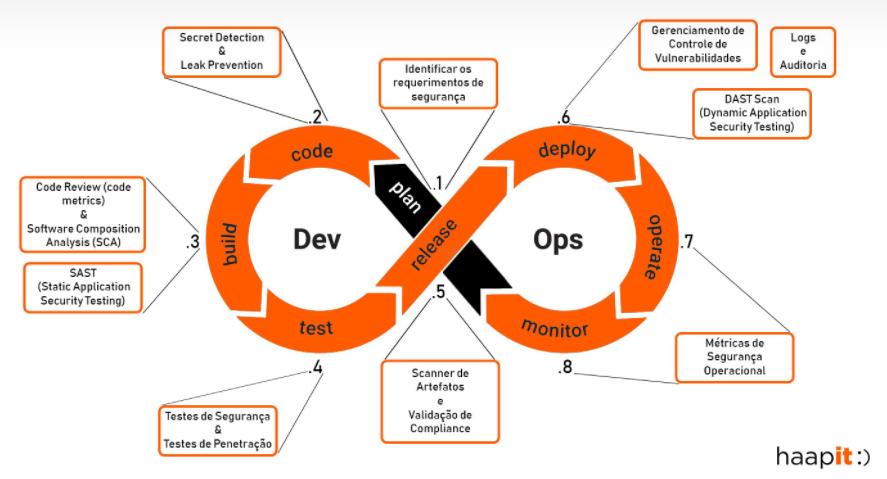 Secret Detection
&
Leak Prevention
Identificar os
requerimentos de
segurança
Gerenciamento de
Controle de
Vulnerabilidades
Logs
e
Auditoria
DAST Scan
(Dynamic Application
Security Testing)
.2
.6
code
deploy
plan
.1
Code Review (code
metrics)
&
Software Composition
Analysis (SCA)
SAST
(Static Application
Security Testing)
.3
build
Dev
release
Ops
operate
.7
.5
test
monitor
.4
.8
Scanner de
Artefatos
e
Validação de
Compliance
Métricas de
Segurança
Operacional
Testes de Segurança
&
Testes de Penetração
haapit :)